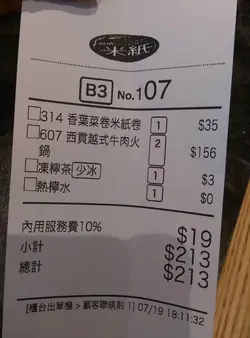 米紙
B3 No.107
314 香葉菜卷米紙卷 1 $35
607 西貢越式牛肉火 2 $156
鍋
凍檸茶 少冰 1 $3
熱檸水 1 $0
內用服務費10% $19
小計 $213
總計 $213
[櫃台出單機 > 顧客聯規則 1] 07/19 18:11:32